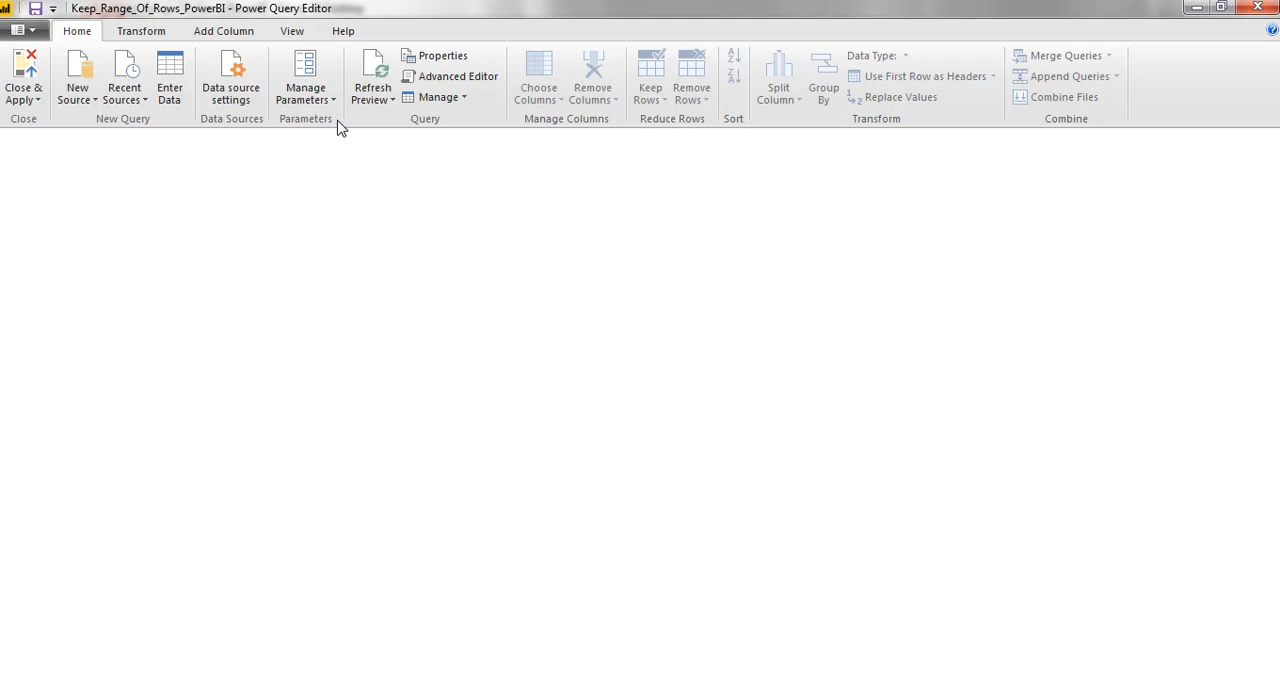 Keep_Range_Of_Rows_PowerBI - Power Query Editor
Home Transform Add Column View Help
Close & Apply
New Source
Recent Sources
Enter Data
Data source settings
Manage Parameters
Refresh Preview
Properties
Advanced Editor
Manage
Choose Columns
Remove Columns
Keep Rows
Remove Rows
A Z
Z A
Split Column
Group By
Data Type:
Use First Row as Headers
1 2 Replace Values
Merge Queries
Append Queries
Combine Files
Close New Query Data Sources Parameters Query Manage Columns Reduce Rows Sort Transform Combine